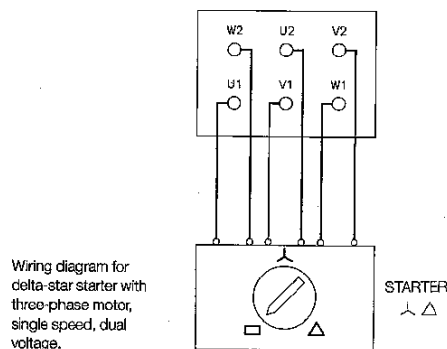 W2 U2 V2
U1 V1 W1
Wiring diagram for
delta-star starter with
three-phase motor,
single speed, dual
voltage.
STARTER